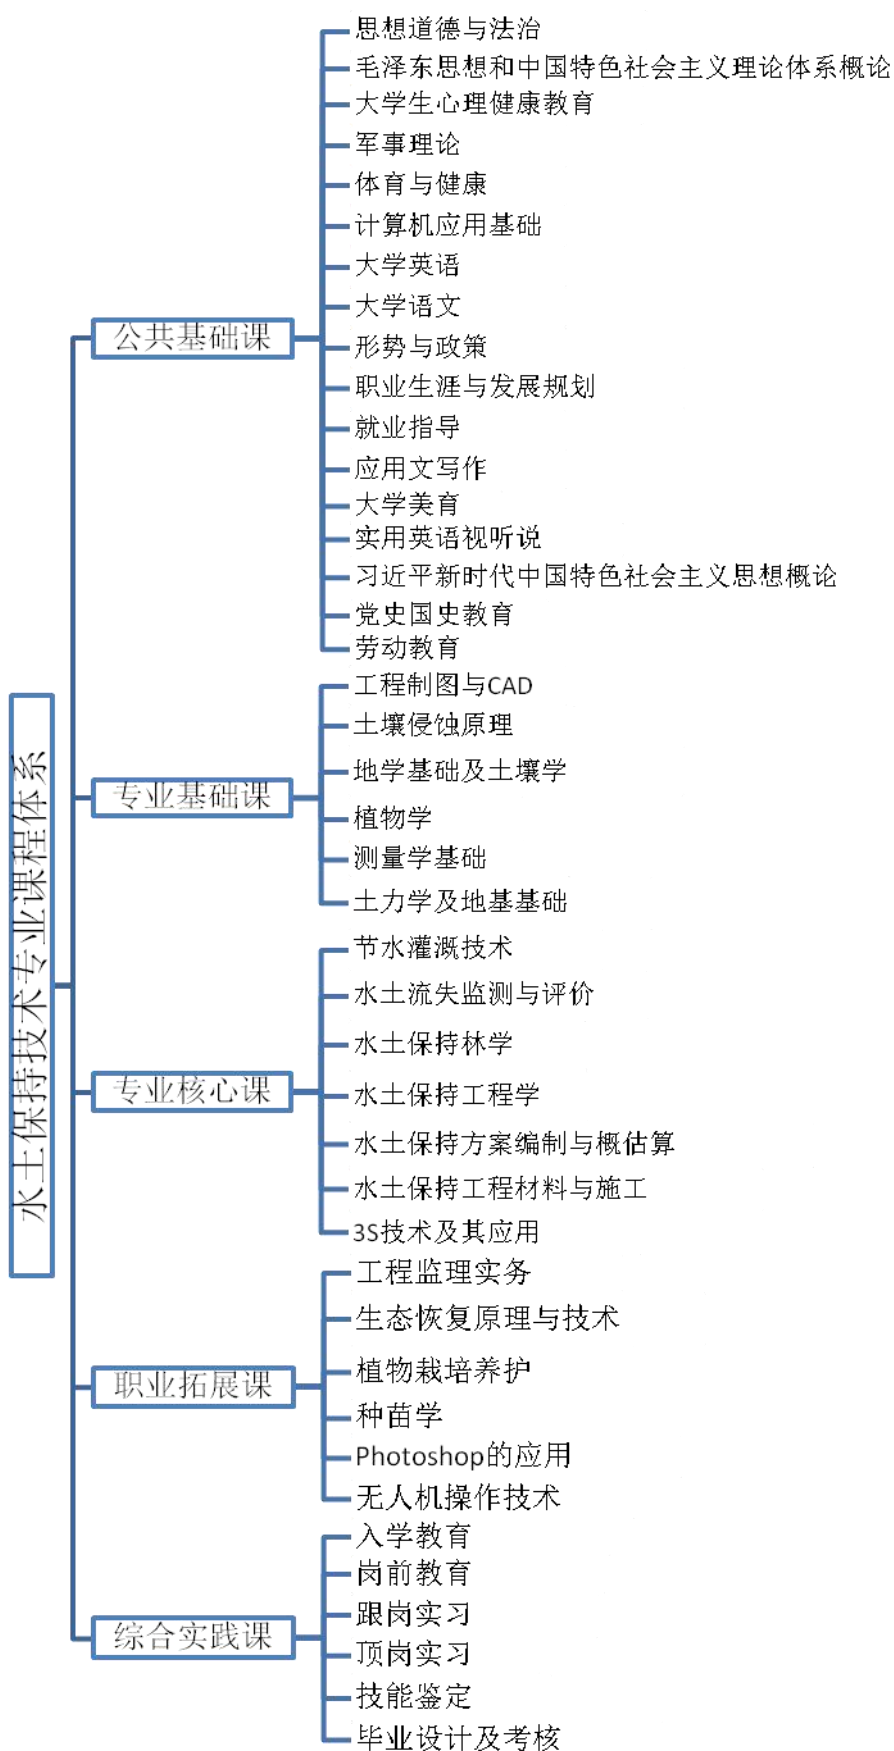 水土保持技术专业课程体系
公共基础课
思想道德与法治
毛泽东思想和中国特色社会主义理论体系概论
大学生心理健康教育
军事理论
体育与健康
计算机应用基础
大学英语
大学语文
形势与政策
职业生涯与发展规划
就业指导
应用文写作
大学美育
实用英语视听说
习近平新时代中国特色社会主义思想概论
党史国史教育
劳动教育
专业基础课
工程制图与CAD
土壤侵蚀原理
地学基础及土壤学
植物学
测量学基础
土力学及地基基础
专业核心课
节水灌溉技术
水土流失监测与评价
水土保持林学
水土保持工程学
水土保持方案编制与概估算
水土保持工程材料与施工
3S技术及其应用
职业拓展课
工程监理实务
生态恢复原理与技术
植物栽培养护
种苗学
Photoshop的应用
无人机操作技术
综合实践课
入学教育
岗前教育
跟岗实习
顶岗实习
技能鉴定
毕业设计及考核